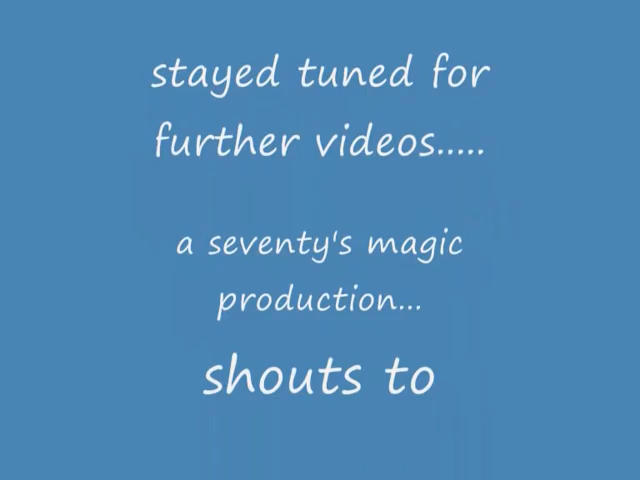 stayed tuned for
further videos.....
a seventy's magic
production...
shouts to